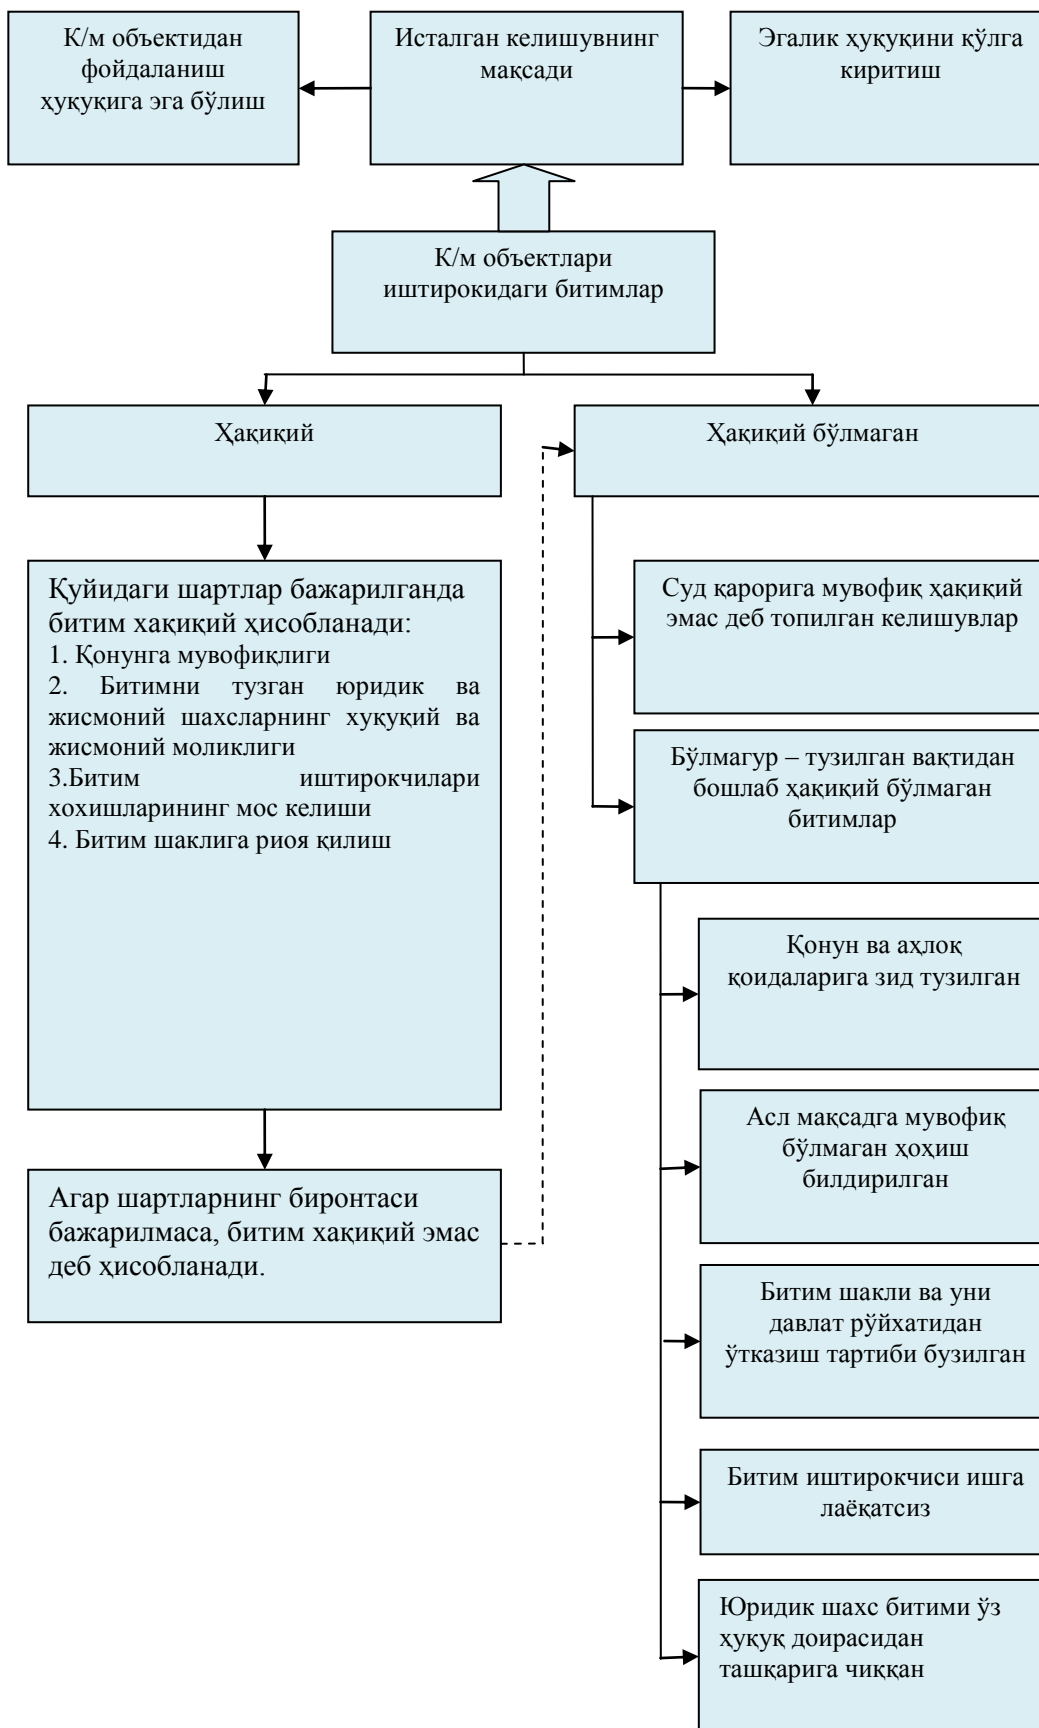 К/м объектидан
фойдаланиш
ҳуқуқига эга бўлиш
Исталган келишувнинг
мақсади
Эгалик ҳуқуқини қўлга
киритиш
К/м объектлари
иштирокидаги битимлар
Ҳақиқий
Ҳақиқий бўлмаган
Қуйидаги шартлар бажарилганда
битим хақиқий ҳисобланади:
1. Қонунга мувофиқлиги
2. Битимни тузган юридик ва
жисмоний шахсларнинг хуқуқий ва
жисмоний моликлиги
3.Битим иштирокчилари
хохишларининг мос келиши
4. Битим шаклига риоя қилиш
Агар шартларнинг биронтаси
бажарилмаса, битим хақиқий эмас
деб ҳисобланади.
Суд қарорига мувофиқ ҳақиқий
эмас деб топилган келишувлар
Бўлмагур – тузилган вақтидан
бошлаб ҳақиқий бўлмаган
битимлар
Қонун ва аҳлоқ
қоидаларига зид тузилган
Асл мақсадга мувофиқ
бўлмаган ҳоҳиш
билдирилган
Битим шакли ва уни
давлат рўйхатидан
ўтказиш тартиби бузилган
Битим иштирокчиси ишга
лаёқатсиз
Юридик шахс битими ўз
ҳуқуқ доирасидан
ташқарига чиққан